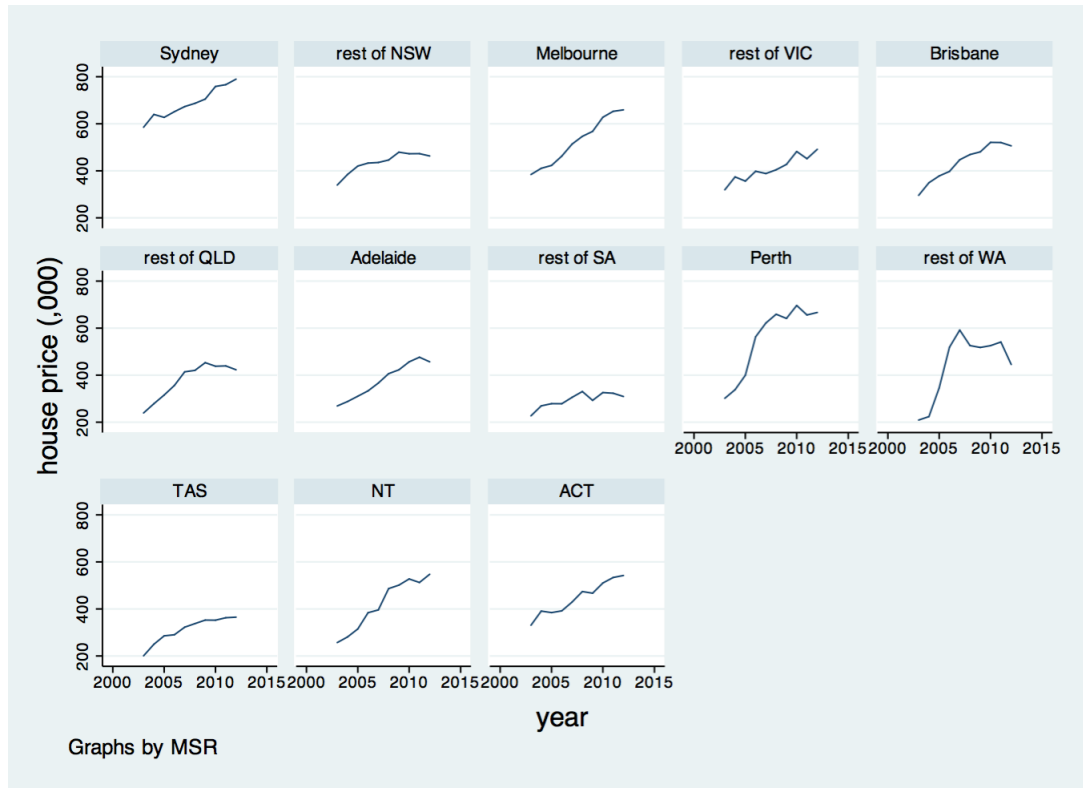 Sydney rest of NSW Melbourne rest of VIC Brisbane
800
600
400
200
rest of QLD Adelaide rest of SA Perth rest of WA
800
600
400
200
2000 2005 2010 2015 2000 2005 2010 2015
TAS NT ACT
800
600
400
200
2000 2005 2010 2015 2000 2005 2010 2015 2000 2005 2010 2015
house price (,000)
year
Graphs by MSR